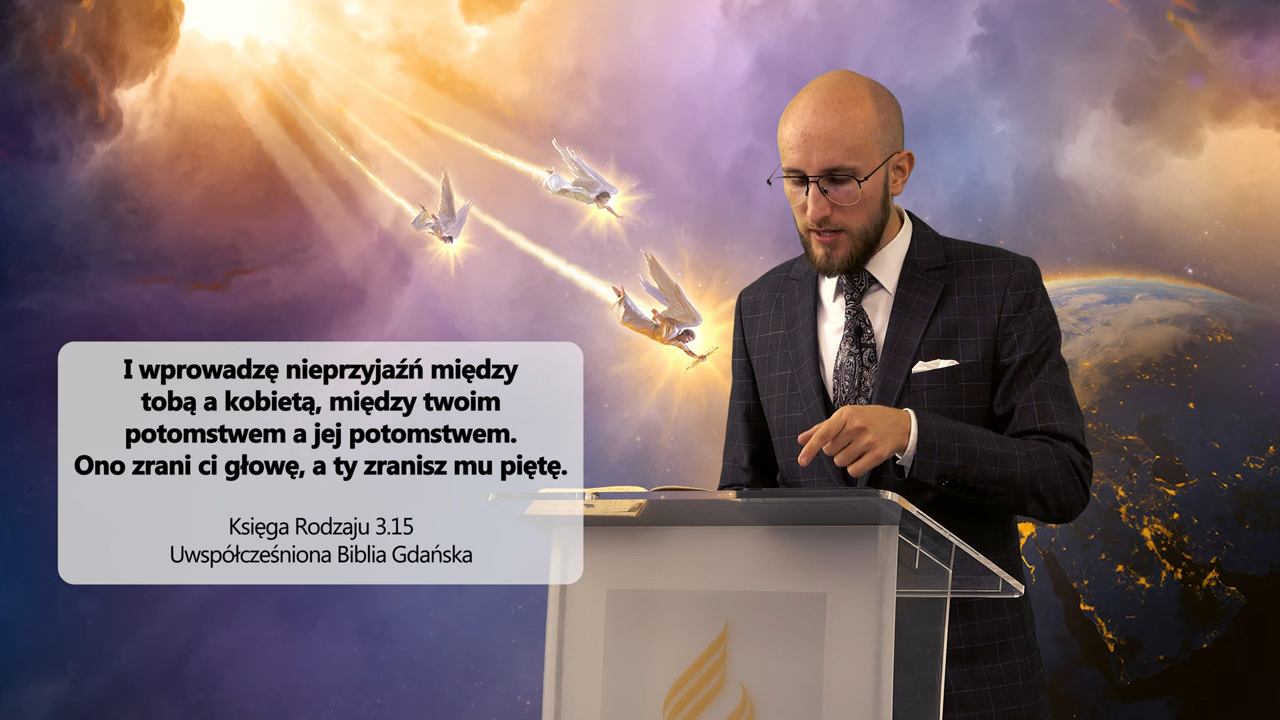 I wprowadzę nieprzyjaźń między
tobą a kobietą, między twoim
potomstwem a jej potomstwem.
Ono zrani ci głowę, a ty zranisz mu piętę.
Księga Rodzaju 3.15
Uwspółcześniona Biblia Gdańska